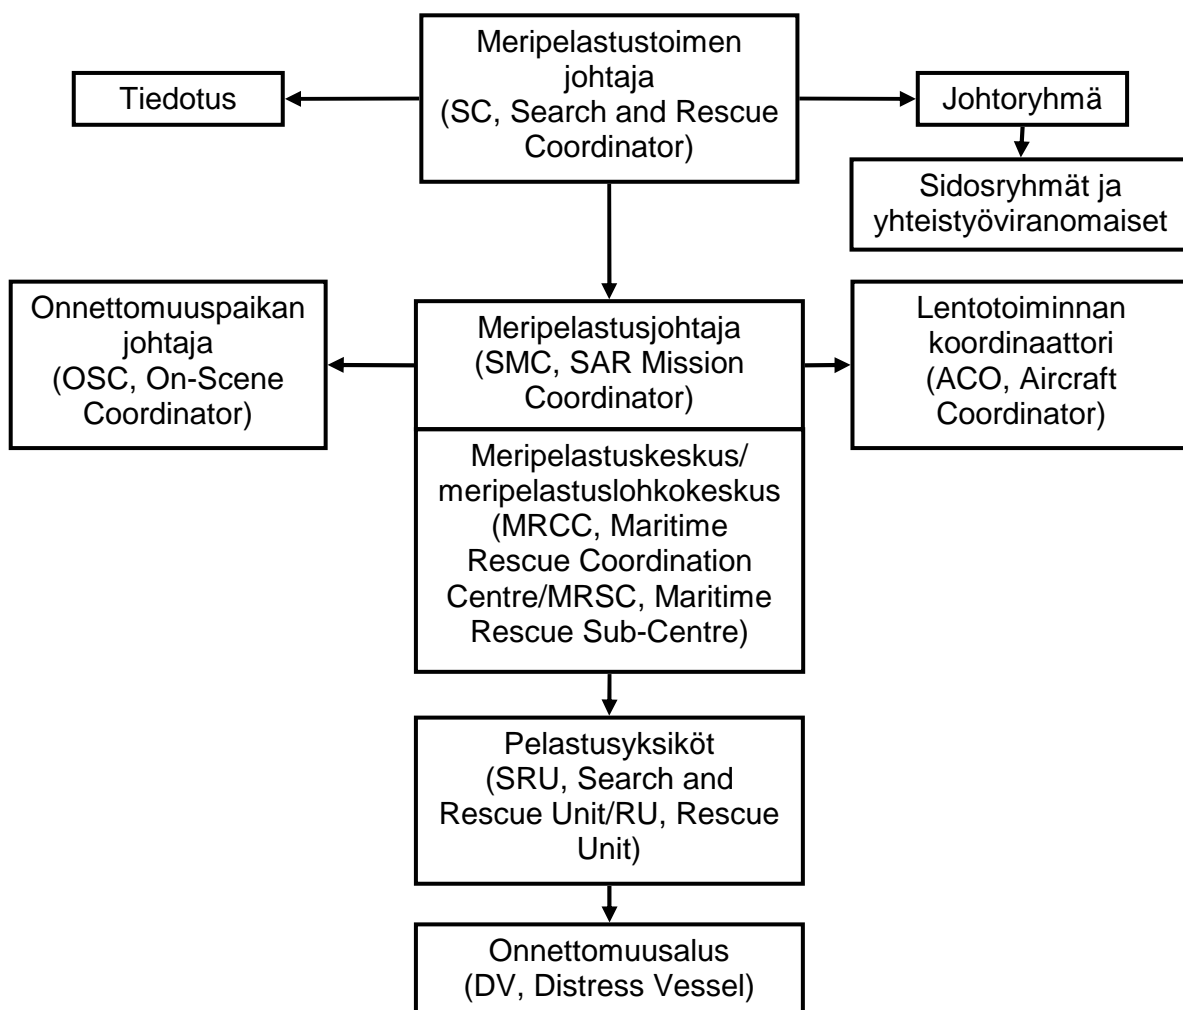 Meripelastustoimen
johtaja
(SC, Search and Rescue
Coordinator)
Tiedotus
Johtoryhmä
Sidosryhmät ja
yhteistyöviranomaiset
Onnettomuuspaikan
johtaja
(OSC, On-Scene
Coordinator)
Meripelastusjohtaja
(SMC, SAR Mission
Coordinator)
Lentotoiminnan
koordinaattori
(ACO, Aircraft
Coordinator)
Meripelastuskeskus/
meripelastuslohkokeskus
(MRCC, Maritime
Rescue Coordination
Centre/MRSC, Maritime
Rescue Sub-Centre)
Pelastusyksiköt
(SRU, Search and
Rescue Unit/RU, Rescue
Unit)
Onnettomuusalus
(DV, Distress Vessel)